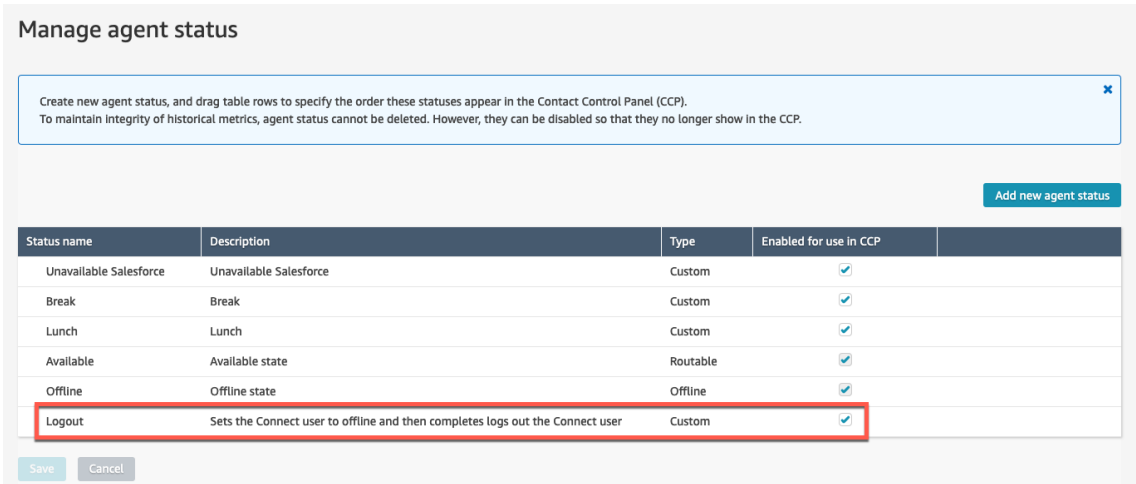 Manage agent status
Create new agent status, and drag table rows to specify the order these statuses appear in the Contact Control Panel (CCP).
To maintain integrity of historical metrics, agent status cannot be deleted. However, they can be disabled so that they no longer show in the CCP.
Add new agent status
Status name Description Type Enabled for use in CCP
Unavailable Salesforce Unavailable Salesforce Custom
Break Break Custom
Lunch Lunch Custom
Available Available state Routable
Offline Offline state Offline
Logout Sets the Connect user to offline and then completes logs out the Connect user Custom
Save Cancel